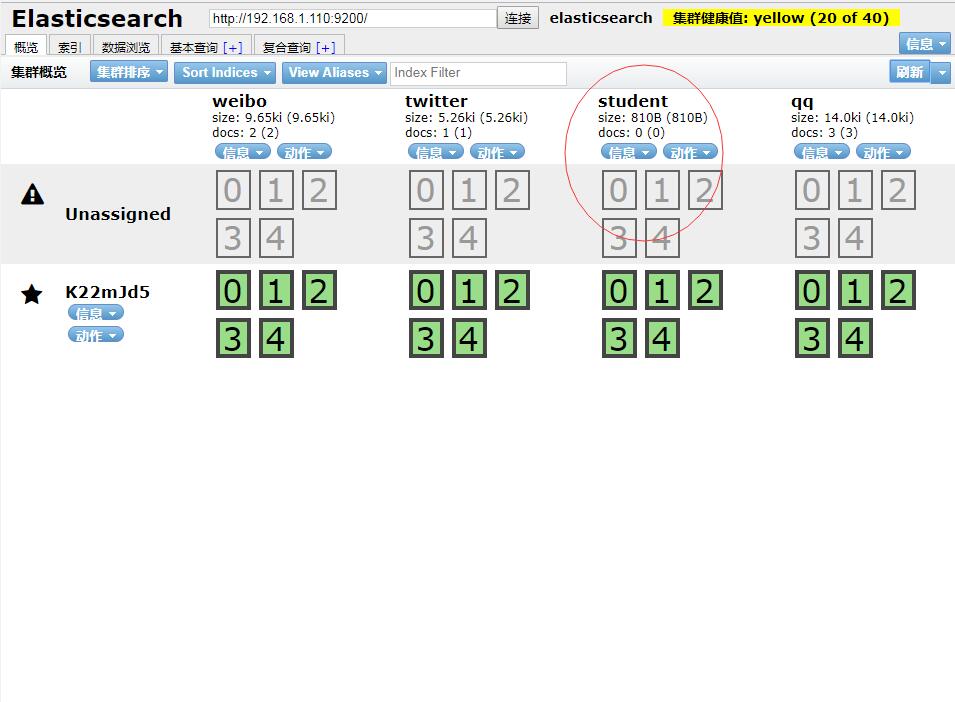 Elasticsearch http://192.168.1.110:9200/ 连接 elasticsearch 集群健康值: yellow (20 of 40)
概览 索引 数据浏览 基本查询 [+] 复合查询 [+] 信息
集群概览 集群排序 Sort Indices View Aliases Index Filter 刷新
weibo twitter student qq
size: 9.65ki (9.65ki) size: 5.26ki (5.26ki) size: 810B (810B) size: 14.0ki (14.0ki)
docs: 2 (2) docs: 1 (1) docs: 0 (0) docs: 3 (3)
信息 动作 信息 动作 信息 动作 信息 动作
0 1 2 0 1 2 0 1 2 0 1 2
Unassigned
3 4 3 4 3 4 3 4
K22mJd5 0 1 2 0 1 2 0 1 2 0 1 2
信息
动作 3 4 3 4 3 4 3 4